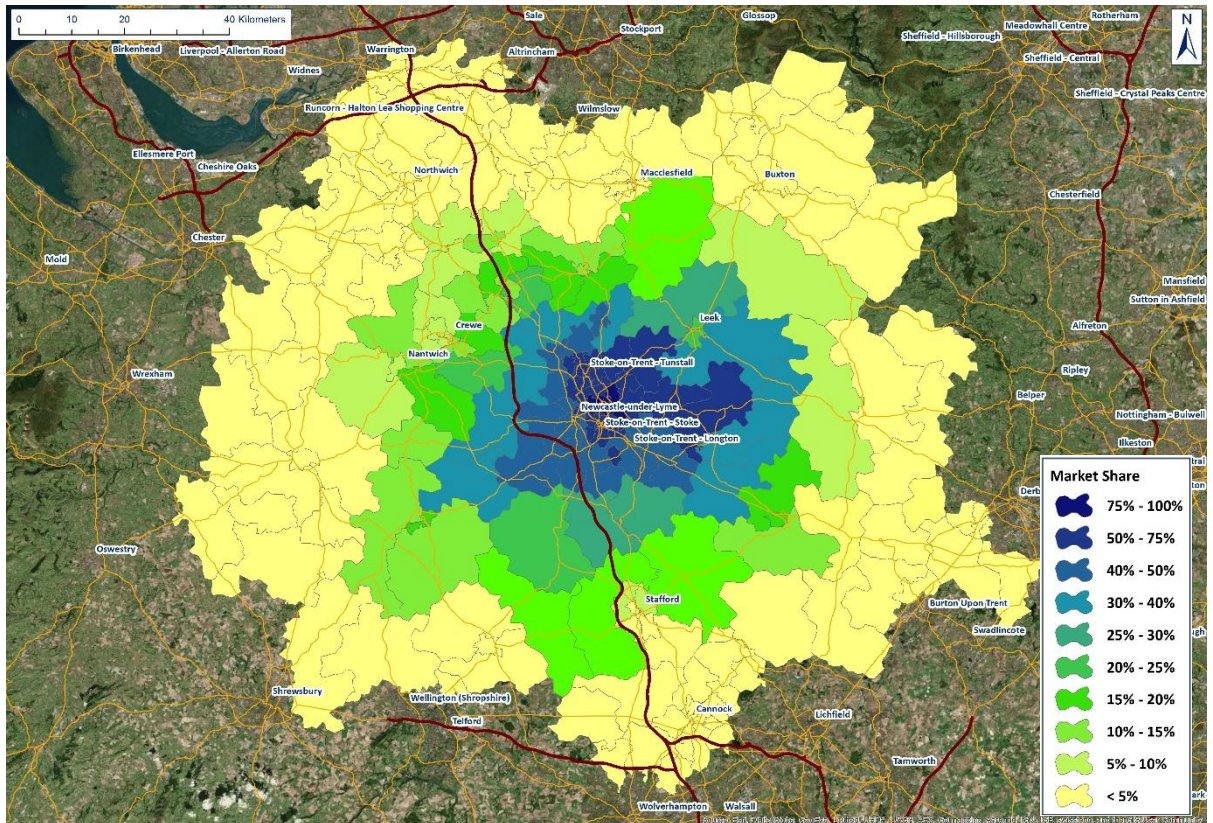 0 10 20 40 Kilometers
Sale
Stockport
Glossop
Rotherham
Meadowhall Centre
N
Birkenhead
Liverpool - Allerton Road
Warrington
Altrincham
Sheffield - Hillsborough
Sheffield - Central
Widnes
Sheffield - Crystal Peaks Centre
Runcorn - Halton Lea Shopping Centre
Wilmslow
Ellesmere Port
Cheshire Oaks
Northwich
Macclesfield
Buxton
Chesterfield
Chester
Mold
Mansfield
Sutton in Ashfield
Leek
Crewe
Alfreton
Nantwich
Stoke-on-Trent - Tunstall
Wrexham
Ripley
Belper
Newcastle-under-Lyme
Nottingham - Bulwell
Stoke-on-Trent - Stoke
Stoke-on-Trent - Longton
Ilkeston
Market Share
75% - 100%
50% - 75%
40% - 50%
30% - 40%
25% - 30%
20% - 25%
15% - 20%
10% - 15%
5% - 10%
< 5%
Oswestry
Stafford
Burton Upon Trent
Swadlincote
Shrewsbury
Wellington (Shropshire)
Telford
Cannock
Lichfield
Tamworth
Wolverhampton
Walsall